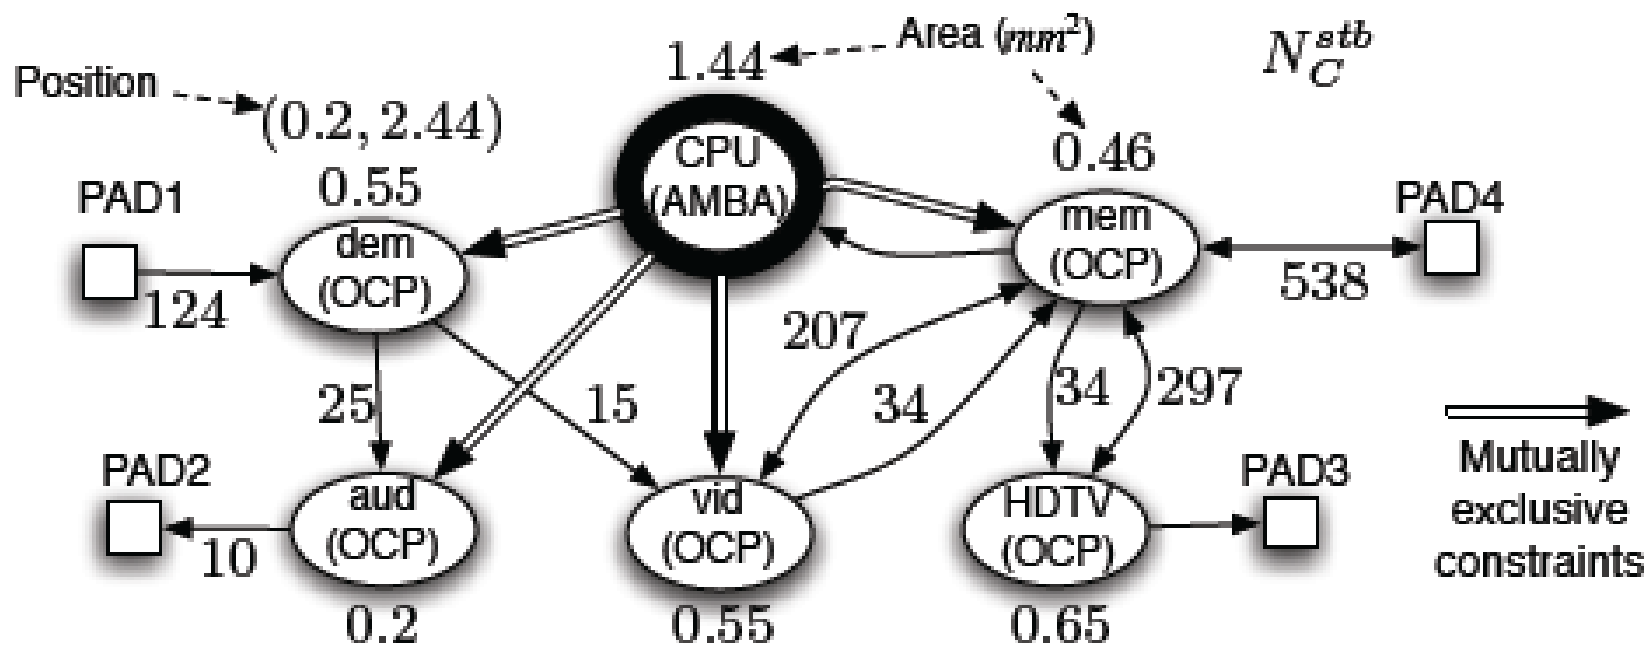 Position
(0.2, 2.44)
0.55
1.44
Area (mm²)
0.46
N_C^{stb}
PAD1
124
dem
(OCP)
CPU
(AMBA)
mem
(OCP)
PAD4
538
25
15
207
34
34
297
PAD2
10
aud
(OCP)
0.2
vid
(OCP)
0.55
HDTV
(OCP)
0.65
PAD3
Mutually
exclusive
constraints